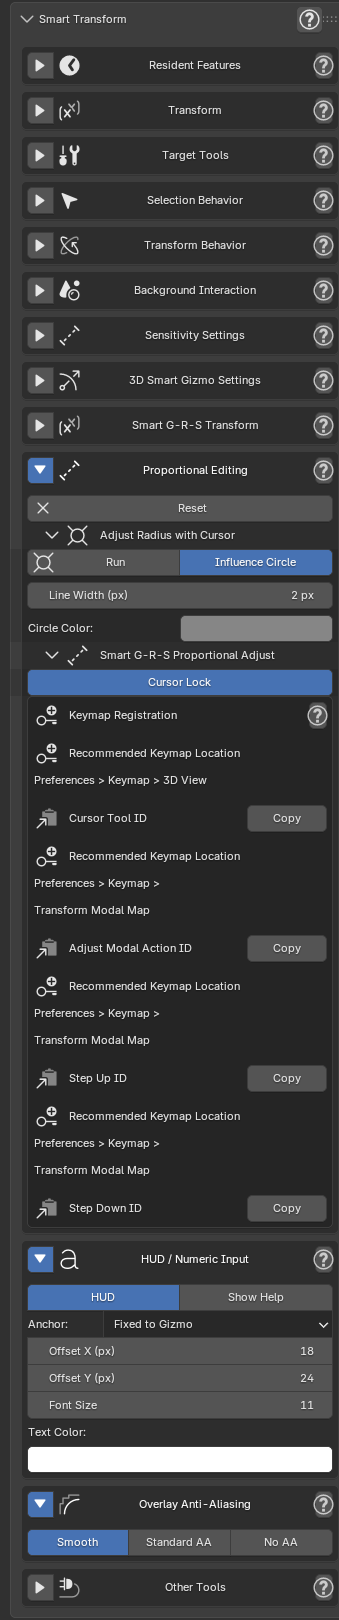 Smart Transform
Resident Features
Transform
Target Tools
Selection Behavior
Transform Behavior
Background Interaction
Sensitivity Settings
3D Smart Gizmo Settings
Smart G-R-S Transform
Proportional Editing
Reset
Adjust Radius with Cursor
Run Influence Circle
Line Width (px) 2 px
Circle Color:
Smart G-R-S Proportional Adjust
Cursor Lock
Keymap Registration
Recommended Keymap Location
Preferences > Keymap > 3D View
Cursor Tool ID Copy
Recommended Keymap Location
Preferences > Keymap >
Transform Modal Map
Adjust Modal Action ID Copy
Recommended Keymap Location
Preferences > Keymap >
Transform Modal Map
Step Up ID Copy
Recommended Keymap Location
Preferences > Keymap >
Transform Modal Map
Step Down ID Copy
HUD / Numeric Input
HUD Show Help
Anchor: Fixed to Gizmo
Offset X (px) 18
Offset Y (px) 24
Font Size 11
Text Color:
Overlay Anti-Aliasing
Smooth Standard AA No AA
Other Tools